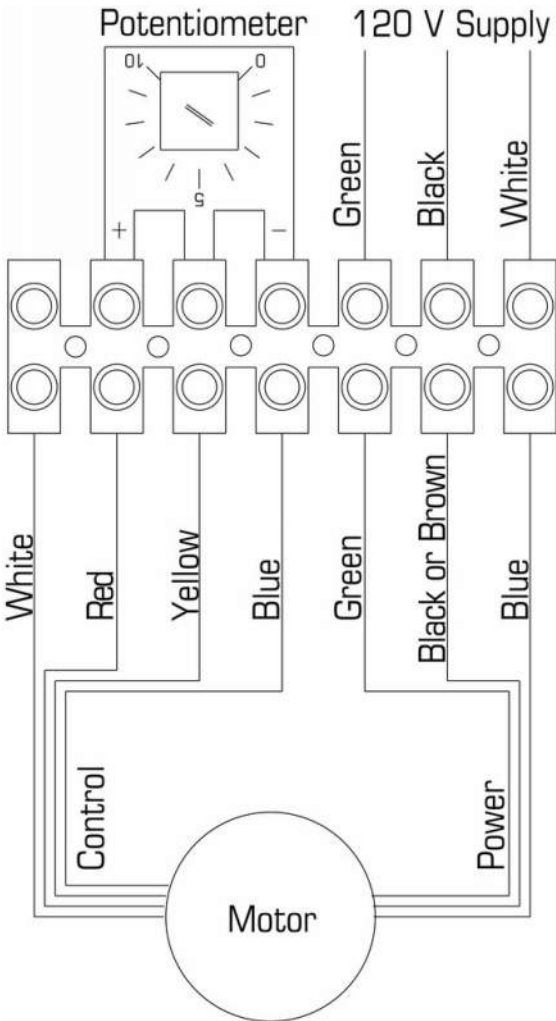 Potentiometer
120 V Supply
10
0
5
+
-
Green
Black
White
White
Red
Yellow
Blue
Green
Black or Brown
Blue
Control
Power
Motor